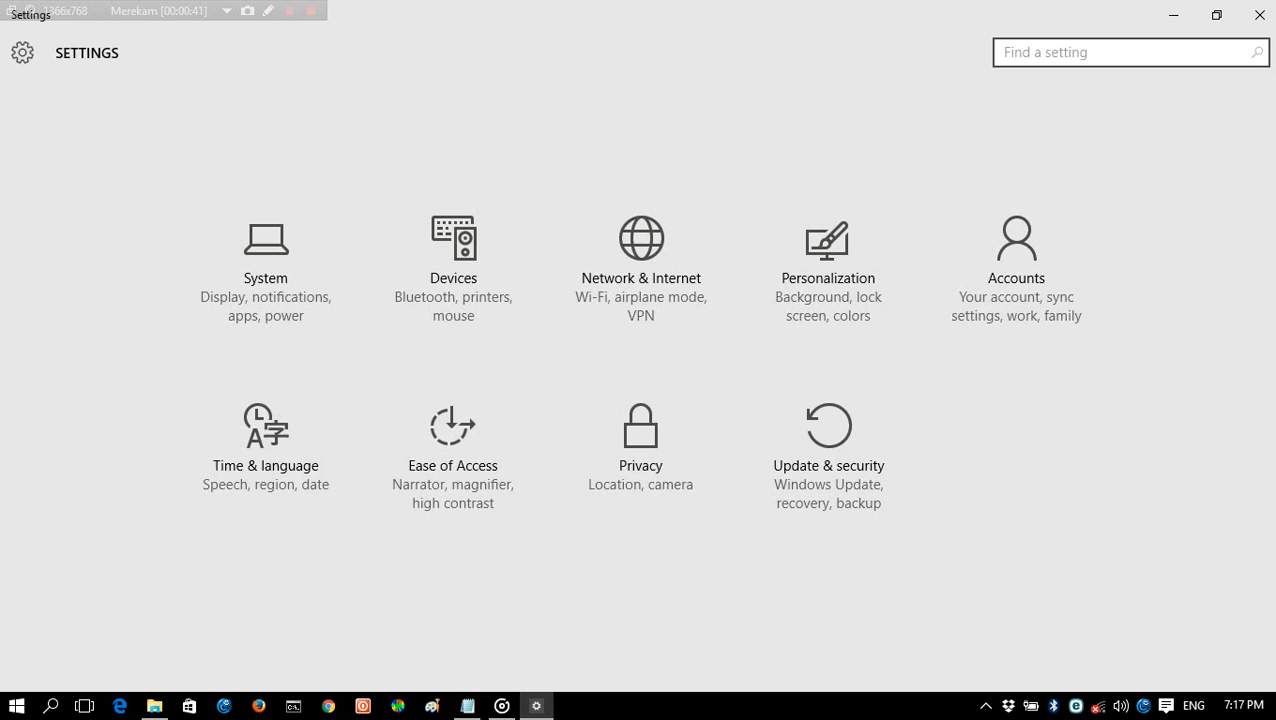 1366x768 Merekam [00:00:41]
Settings
SETTINGS
Find a setting
System
Display, notifications,
apps, power
Devices
Bluetooth, printers,
mouse
Network & Internet
Wi-Fi, airplane mode,
VPN
Personalization
Background, lock
screen, colors
Accounts
Your account, sync
settings, work, family
Time & language
Speech, region, date
Ease of Access
Narrator, magnifier,
high contrast
Privacy
Location, camera
Update & security
Windows Update,
recovery, backup
ENG 7:17 PM